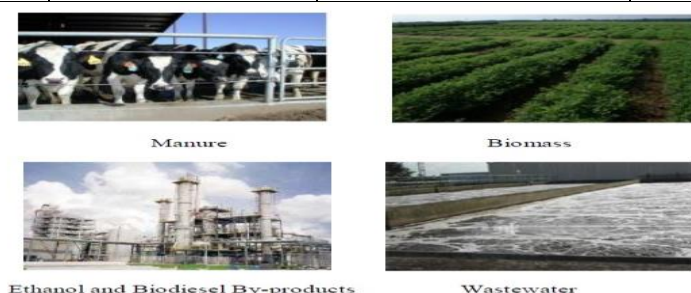 Manure
Biomass
Ethanol and Biodiesel By-products
Wastewater